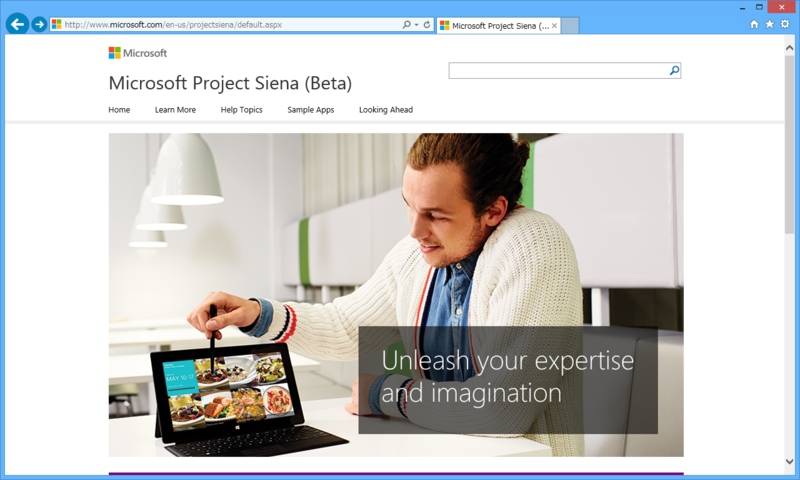 http://www.microsoft.com/en-us/projectsiena/default.aspx
Microsoft Project Siena (...
Microsoft
Microsoft Project Siena (Beta)
Home Learn More Help Topics Sample Apps Looking Ahead
MAY 10-17
Unleash your expertise
and imagination